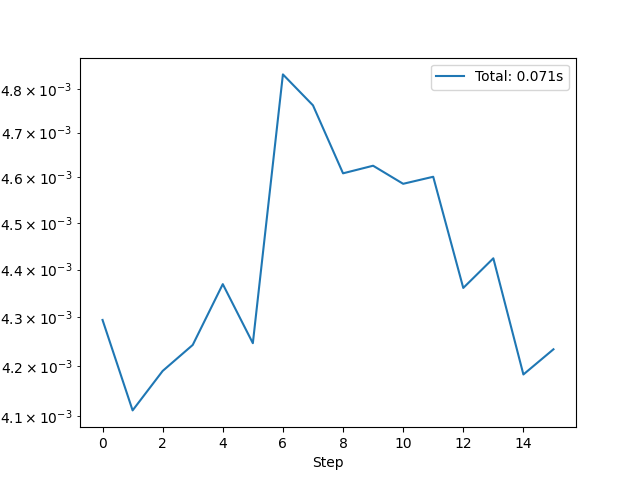 Total: 0.071s
4.8 × 10⁻³
4.7 × 10⁻³
4.6 × 10⁻³
4.5 × 10⁻³
4.4 × 10⁻³
4.3 × 10⁻³
4.2 × 10⁻³
4.1 × 10⁻³
0 2 4 6 8 10 12 14
Step